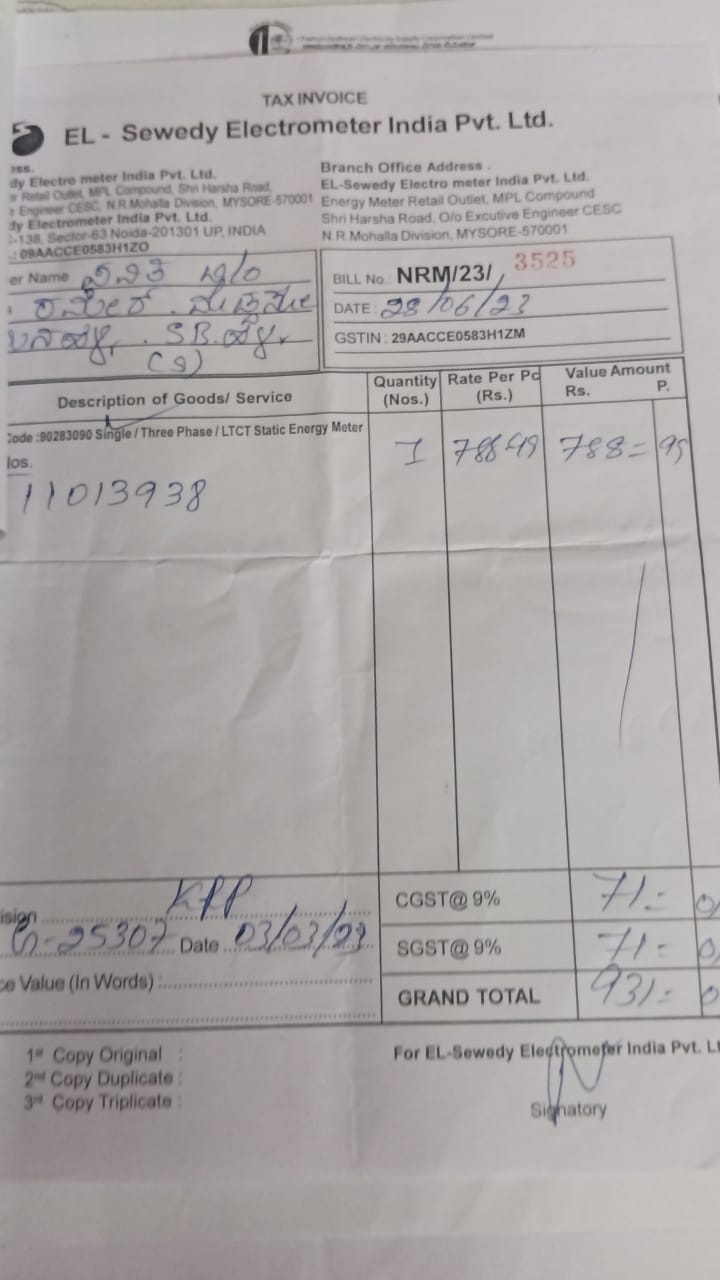 TAX INVOICE
EL - Sewedy Electrometer India Pvt. Ltd.
dy Electro meter India Pvt. Ltd.
Retail Outlet, MPL Compound, Shri Harsha Road,
Engineer CESC, N.R.Mohalla Division, MYSORE-570001
dy Electrometer India Pvt. Ltd.
-138, Sector-63 Noida-201301 UP, INDIA
: 09AACCE0583H1ZO
Branch Office Address .
EL-Sewedy Electro meter India Pvt. Ltd.
Energy Meter Retail Outlet, MPL Compound
Shri Harsha Road, O/o Excutive Engineer CESC
N.R.Mohalla Division, MYSORE-570001
er Name
BILL No. NRM/23/ 3525
DATE : 28/06/23
GSTIN : 29AACCE0583H1ZM
Description of Goods/ Service Quantity (Nos.) Rate Per Pc (Rs.) Value Amount Rs. P.
Code :90283090 Single / Three Phase / LTCT Static Energy Meter
los. 1 788= 
11013938
ision KPP
25307 Date 03/03/23
ce Value (In Words) :
CGST@ 9% 71=
SGST@ 9% 71=
GRAND TOTAL 931=
1st Copy Original :
2nd Copy Duplicate :
3rd Copy Triplicate :
For EL-Sewedy Electrometer India Pvt. Lt
Signatory